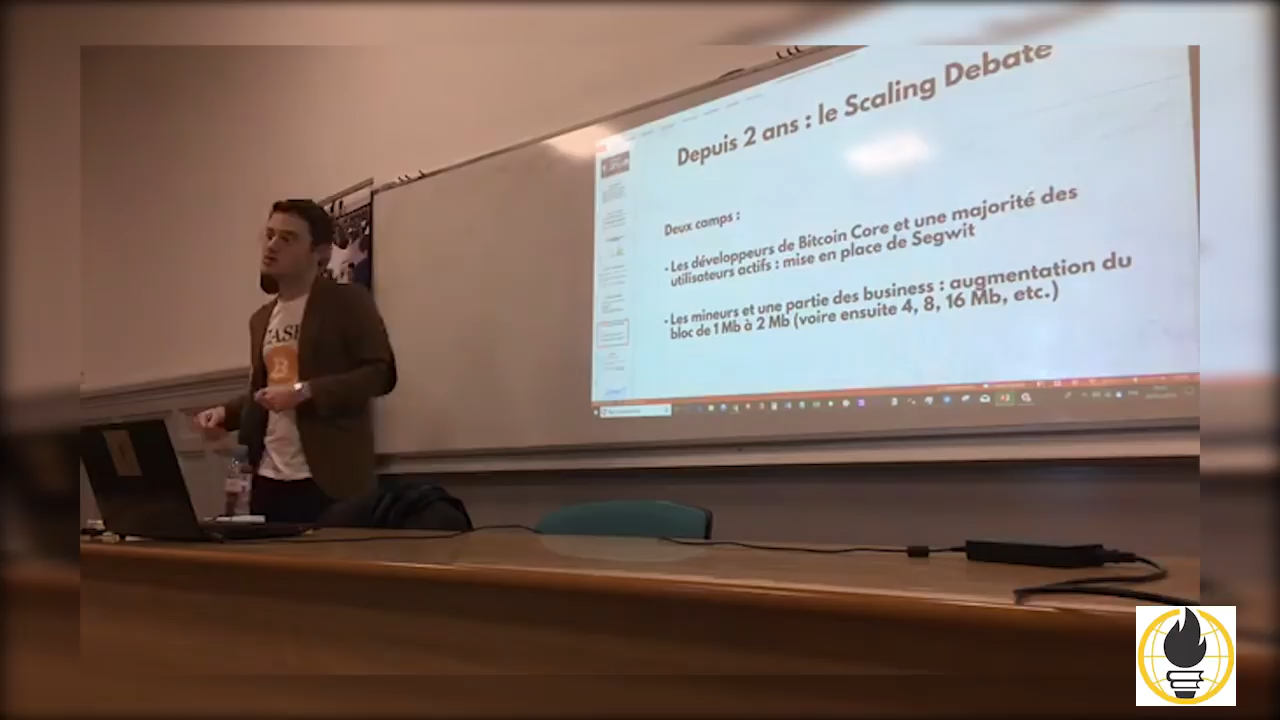 Depuis 2 ans : le Scaling Debate
Deux camps :
- Les développeurs de Bitcoin Core et une majorité des
utilisateurs actifs : mise en place de Segwit
- Les mineurs et une partie des business : augmentation du
bloc de 1 Mb à 2 Mb (voire ensuite 4, 8, 16 Mb, etc.)